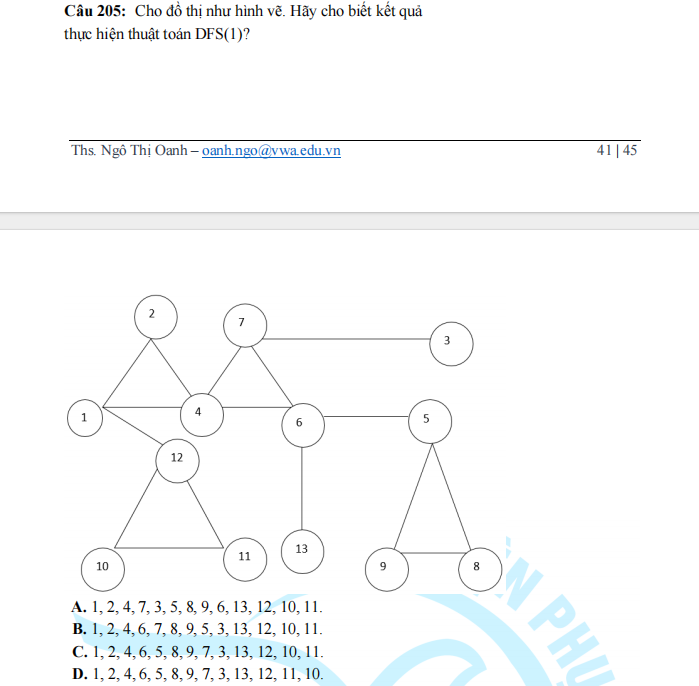 Câu 205: Cho đồ thị như hình vẽ. Hãy cho biết kết quả
thực hiện thuật toán DFS(1)?
Ths. Ngô Thị Oanh – oanh.ngo@vwa.edu.vn 41 | 45
2
7
3
1
4
6
5
12
10
11
13
9
8
A. 1, 2, 4, 7, 3, 5, 8, 9, 6, 13, 12, 10, 11.
B. 1, 2, 4, 6, 7, 8, 9, 5, 3, 13, 12, 10, 11.
C. 1, 2, 4, 6, 5, 8, 9, 7, 3, 13, 12, 10, 11.
D. 1, 2, 4, 6, 5, 8, 9, 7, 3, 13, 12, 11, 10.